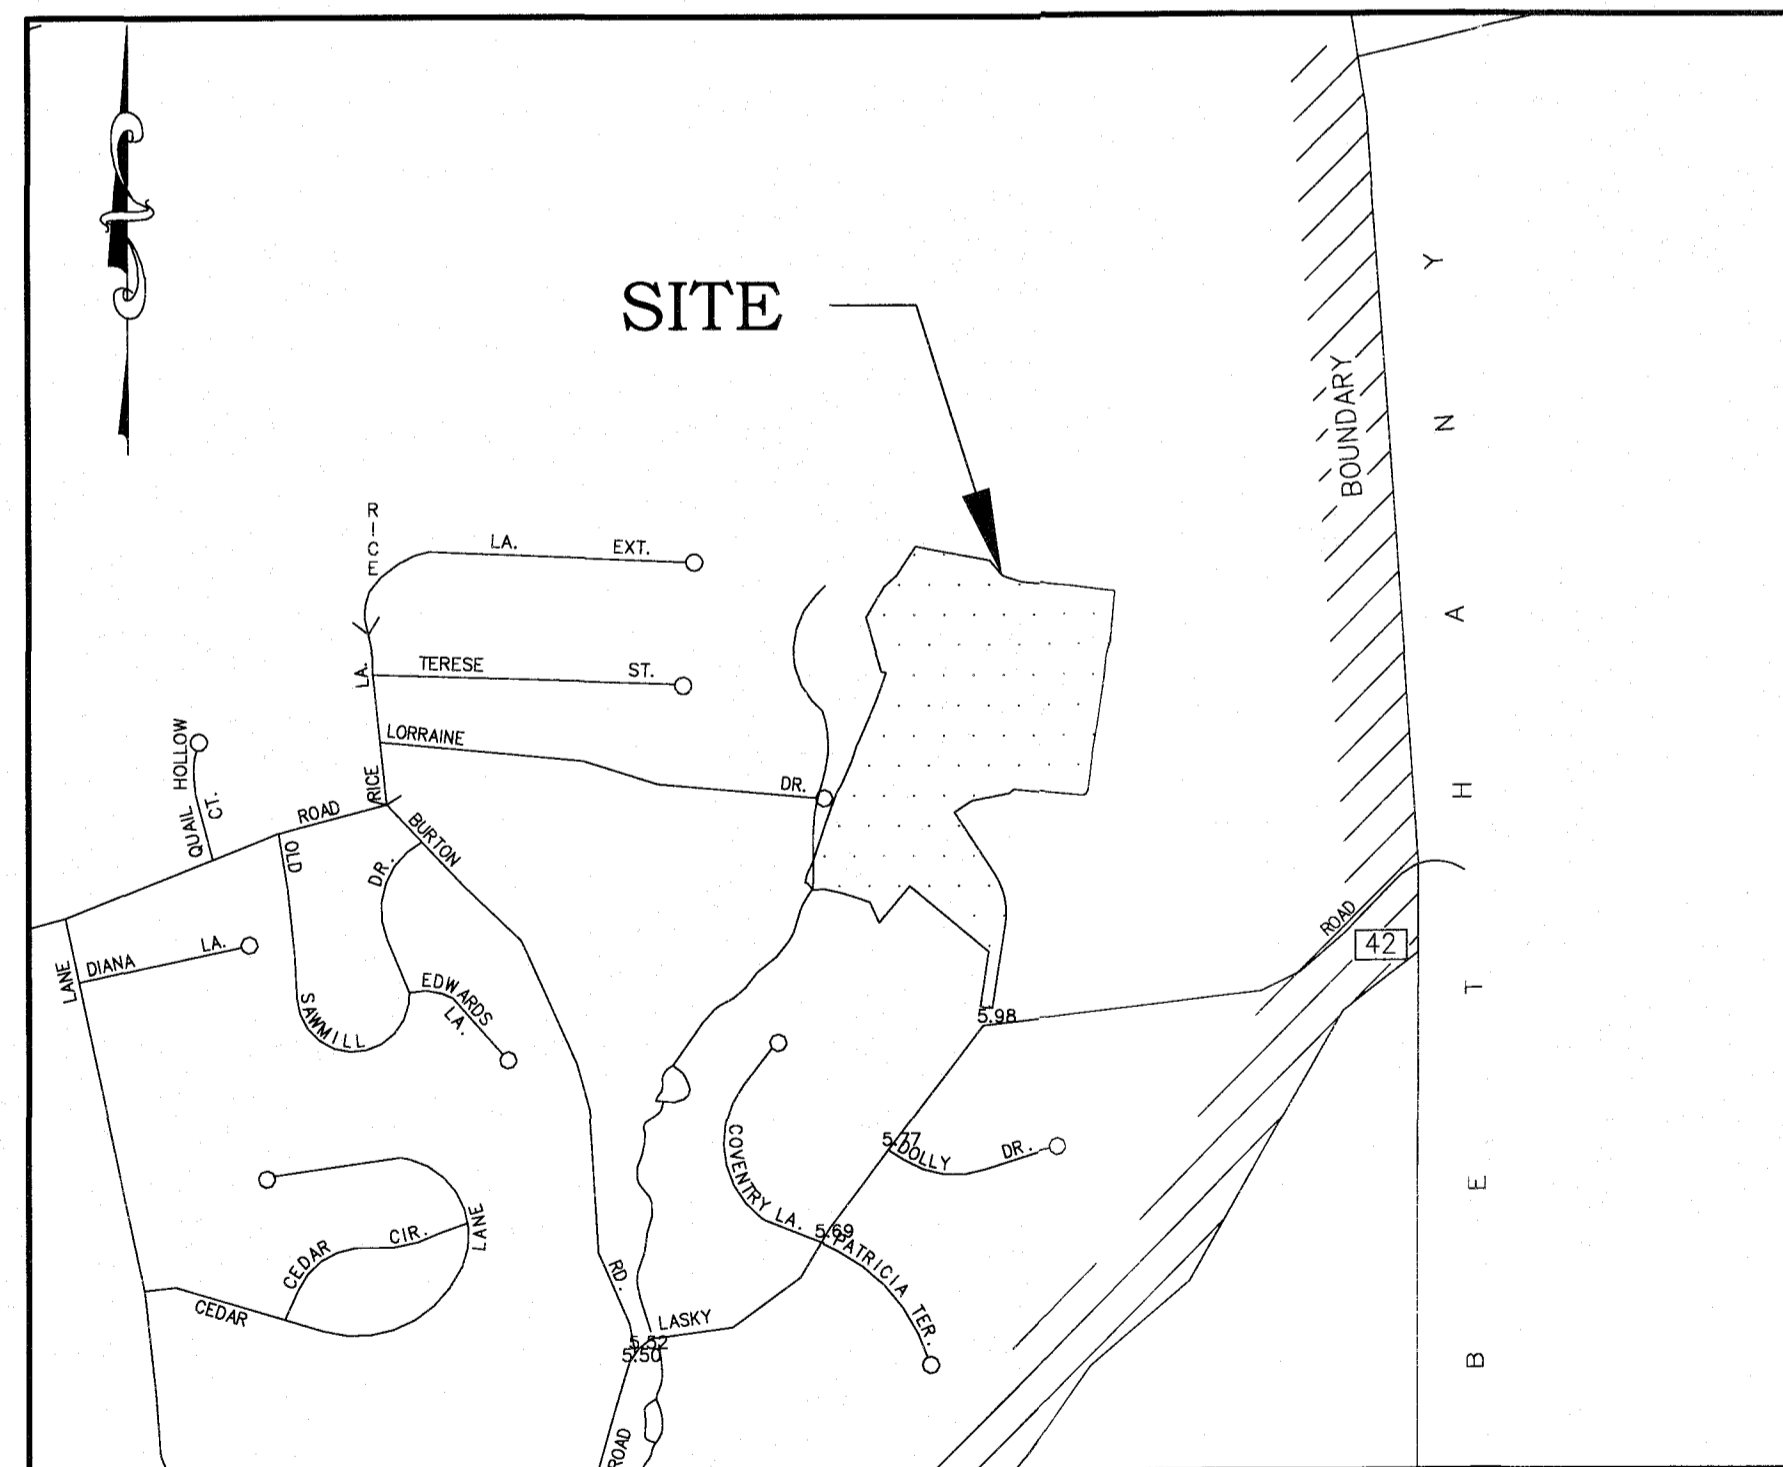 SITE
BOUNDARY
B E T H A N Y
RICE
LA. EXT.
LA.
TERESE ST.
LORRAINE DR.
RICE
QUAIL HOLLOW
CT.
ROAD
BURTON
OLD
DR.
ROAD
42
LANE
DIANA LA.
SAWMILL
EDWARDS
LA.
5.98
5.77
DOLLY DR.
COVENTRY LA.
5.69
PATRICIA TER.
CEDAR CIR.
LANE
CEDAR
RD.
LASKY
5.52
5.50
ROAD